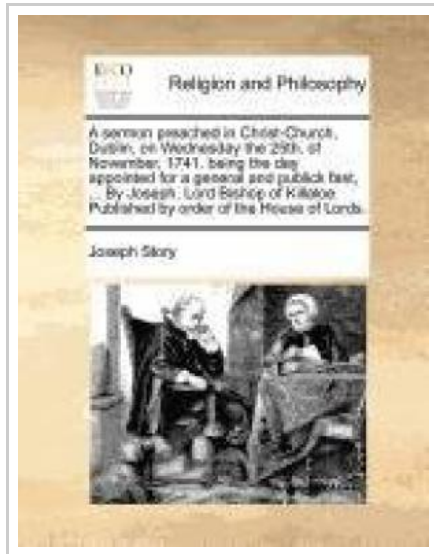 ECCO
Religion and Philosophy
A sermon preached in Christ-Church,
Dublin, on Wednesday the 25th. of
November, 1741. being the day
appointed for a general and publick fast,
... By Joseph, Lord Bishop of Killaloe.
Published by order of the House of Lords.
Joseph Story